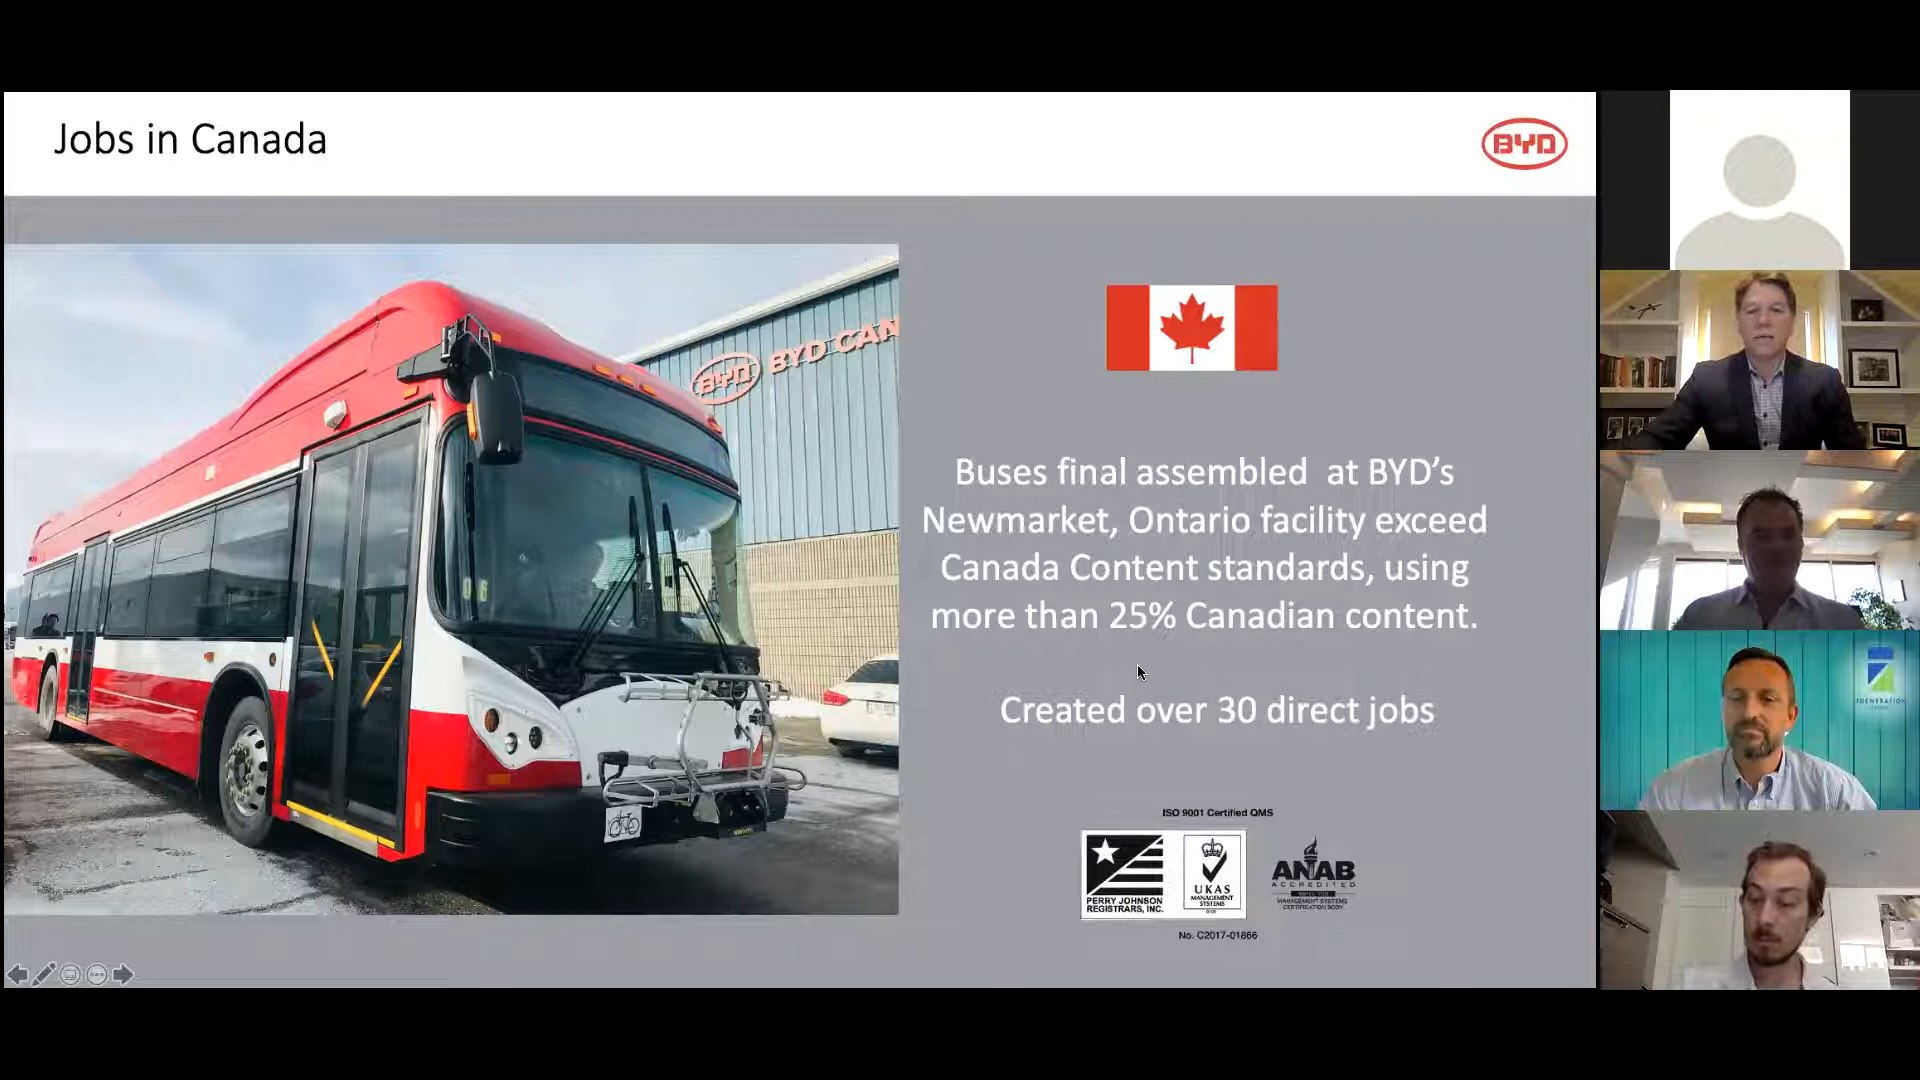 Jobs in Canada
BYD
BYD BYD CAN
Buses final assembled at BYD’s
Newmarket, Ontario facility exceed
Canada Content standards, using
more than 25% Canadian content.
Created over 30 direct jobs
ISO 9001 Certified QMS
PERRY JOHNSON
REGISTRARS, INC.
UKAS
MANAGEMENT
SYSTEMS
ANAB
ACCREDITED
MANAGEMENT SYSTEMS
CERTIFICATION BODY
No. C2017-01866